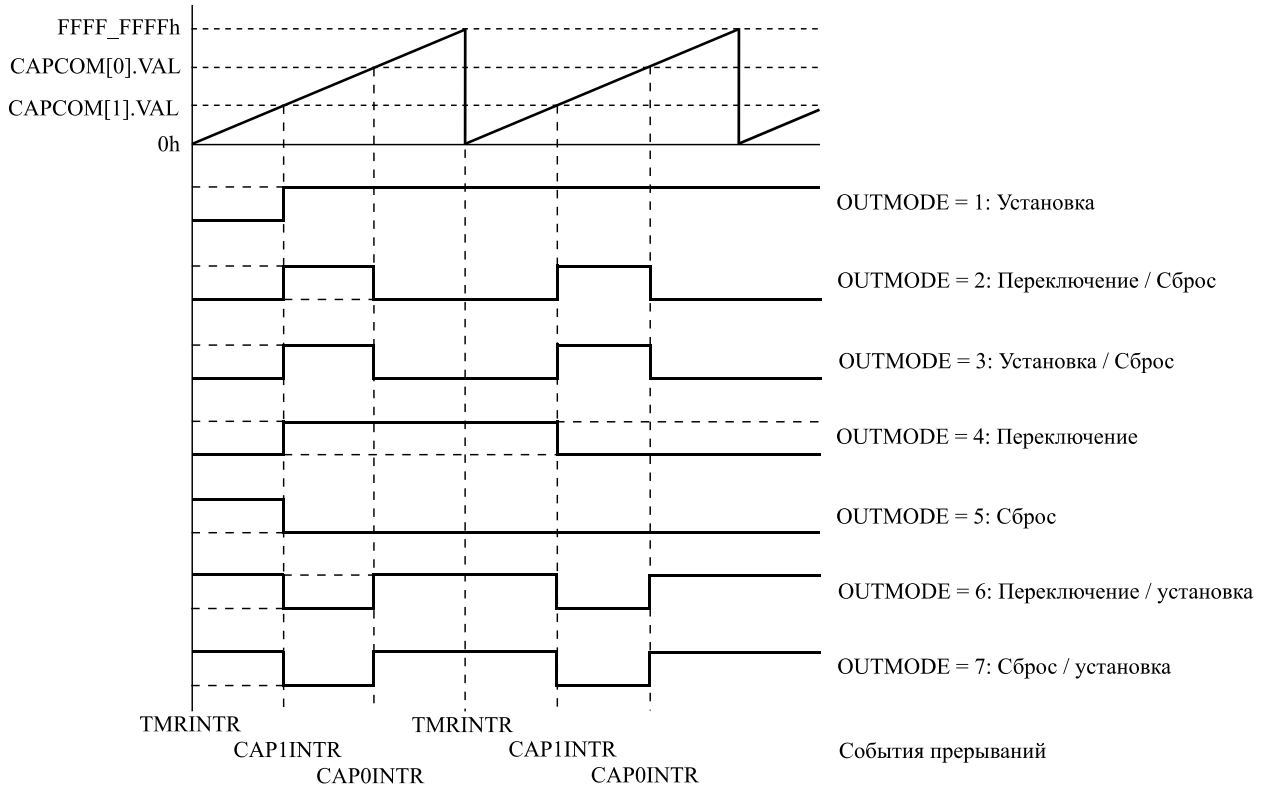 FFFF_FFFFh
CAPCOM[0].VAL
CAPCOM[1].VAL
0h
OUTMODE = 1: Установка
OUTMODE = 2: Переключение / Сброс
OUTMODE = 3: Установка / Сброс
OUTMODE = 4: Переключение
OUTMODE = 5: Сброс
OUTMODE = 6: Переключение / установка
OUTMODE = 7: Сброс / установка
TMRINTR TMRINTR
CAP1INTR CAP1INTR События прерываний
CAP0INTR CAP0INTR